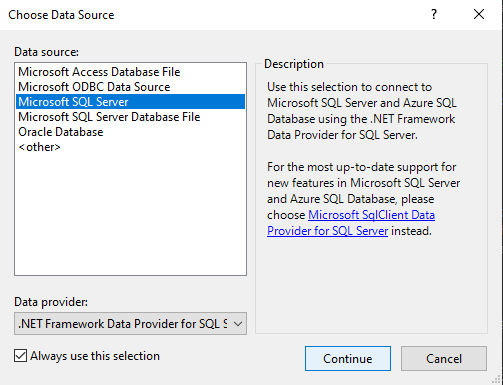 Choose Data Source
?
Data source:
Microsoft Access Database File
Microsoft ODBC Data Source
Microsoft SQL Server
Microsoft SQL Server Database File
Oracle Database
<other>
Description
Use this selection to connect to
Microsoft SQL Server and Azure SQL
Database using the .NET Framework
Data Provider for SQL Server.
For the most up-to-date support for
new features in Microsoft SQL Server
and Azure SQL Database, please
choose Microsoft SqlClient Data
Provider for SQL Server instead.
Data provider:
.NET Framework Data Provider for SQL S
Always use this selection
Continue
Cancel